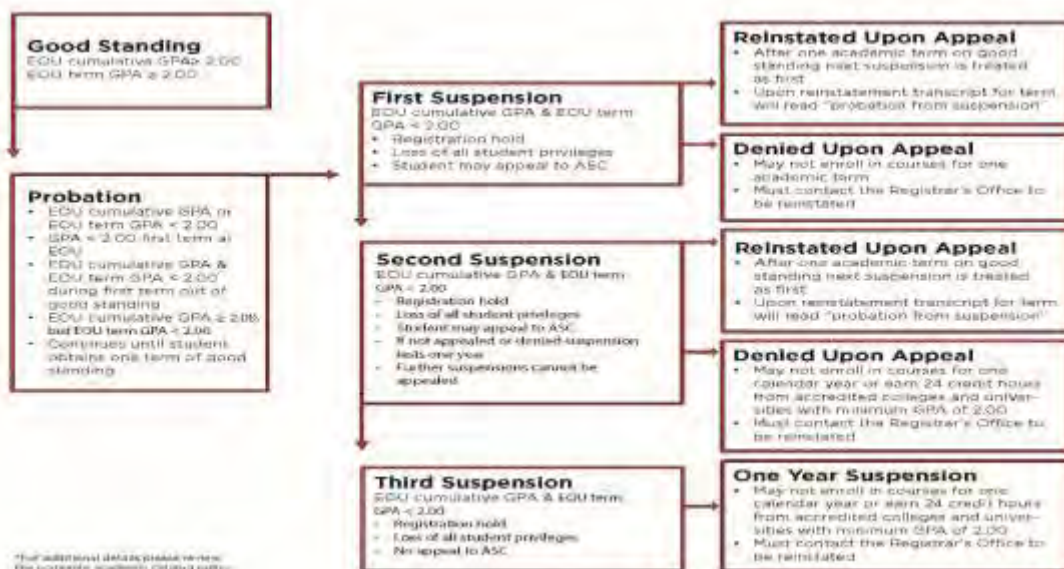 Good Standing
EOU cumulative GPA≥ 2.00
EOU term GPA ≥ 2.00
Probation
• EOU cumulative GPA or
EOU term GPA < 2.00
• GPA < 2.00 first term at
EOU
• EOU cumulative GPA &
EOU term GPA < 2.00
during first term out of
good standing
• EOU cumulative GPA ≥ 2.00
but EOU term GPA < 2.00
• Continues until student
obtains one term of good
standing
First Suspension
EOU cumulative GPA & EOU term
GPA < 2.00
• Registration hold
• Loss of all student privileges
• Student may appeal to ASC
Second Suspension
EOU cumulative GPA & EOU term
GPA < 2.00
- Registration hold
- Loss of all student privileges
- Student may appeal to ASC
- If not appealed or denied suspension
lasts one year
- Further suspensions cannot be
appealed
Third Suspension
EOU cumulative GPA & EOU term
GPA < 2.00
- Registration hold
- Loss of all student privileges
- No appeal to ASC
Reinstated Upon Appeal
• After one academic term on good
standing next suspension is treated
as first
• Upon reinstatement transcript for term
will read "probation from suspension"
Denied Upon Appeal
• May not enroll in courses for one
academic term
• Must contact the Registrar's Office to
be reinstated
Reinstated Upon Appeal
• After one academic term on good
standing next suspension is treated
as first
• Upon reinstatement transcript for term
will read "probation from suspension"
Denied Upon Appeal
• May not enroll in courses for one
calendar year or earn 24 credit hours
from accredited colleges and univer-
sities with minimum GPA of 2.00
• Must contact the Registrar's Office to
be reinstated
One Year Suspension
• May not enroll in courses for one
calendar year or earn 24 credit hours
from accredited colleges and univer-
sities with minimum GPA of 2.00
• Must contact the Registrar's Office to
be reinstated
*For additional details please review
the academic